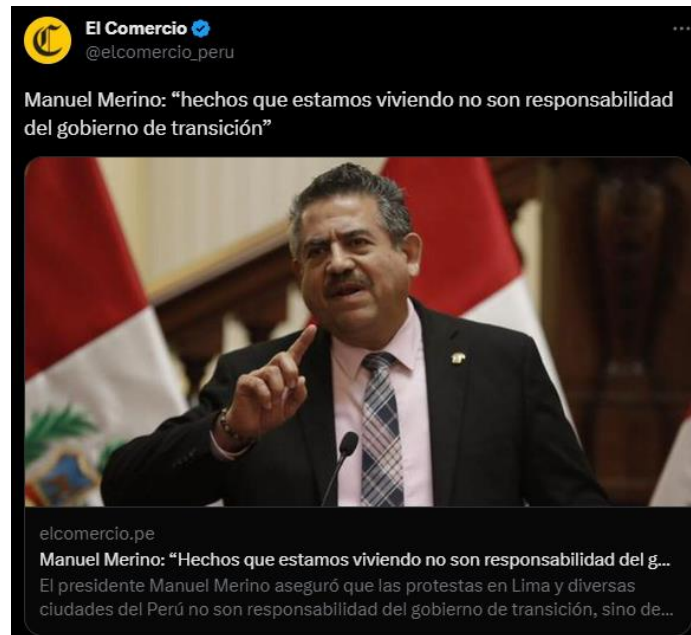 El Comercio
@elcomercio_peru
Manuel Merino: “hechos que estamos viviendo no son responsabilidad
del gobierno de transición”
elcomercio.pe
Manuel Merino: “Hechos que estamos viviendo no son responsabilidad del g...
El presidente Manuel Merino aseguró que las protestas en Lima y diversas
ciudades del Perú no son responsabilidad del gobierno de transición, sino de...